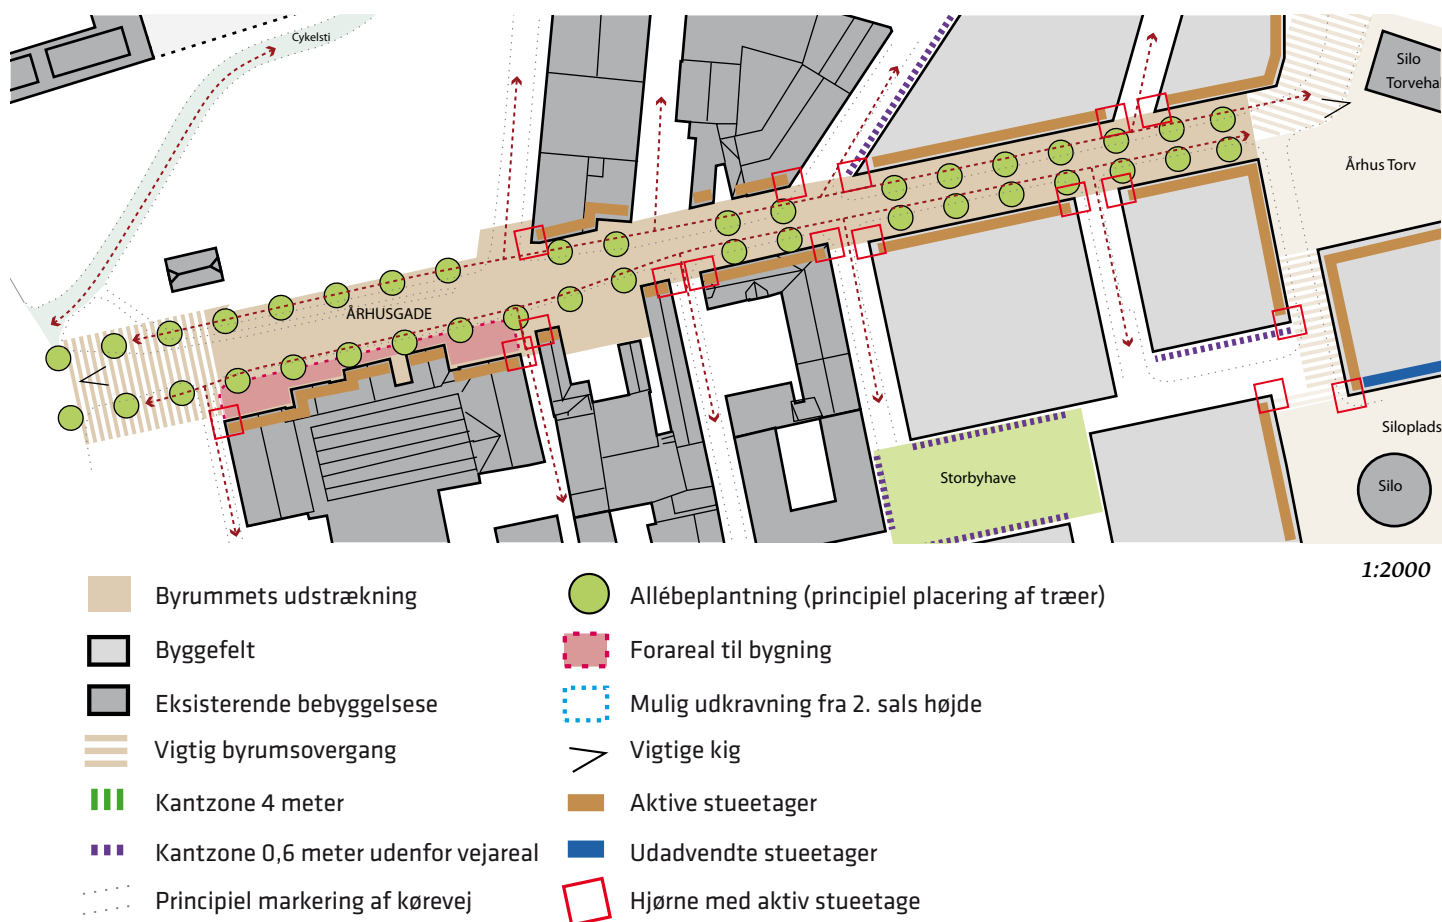 Cykelsti
Silo
Torvehal
Århus Torv
ÅRHUSGADE
Siloplads
Storbyhave
Silo
1:2000
Byrummets udstrækning
Allébeplantning (principiel placering af træer)
Byggefelt
Forareal til bygning
Eksisterende bebyggelsese
Mulig udkravning fra 2. sals højde
Vigtig byrumsovergang
Vigtige kig
Kantzone 4 meter
Aktive stueetager
Kantzone 0,6 meter udenfor vejareal
Udadvendte stueetager
Principiel markering af kørevej
Hjørne med aktiv stueetage